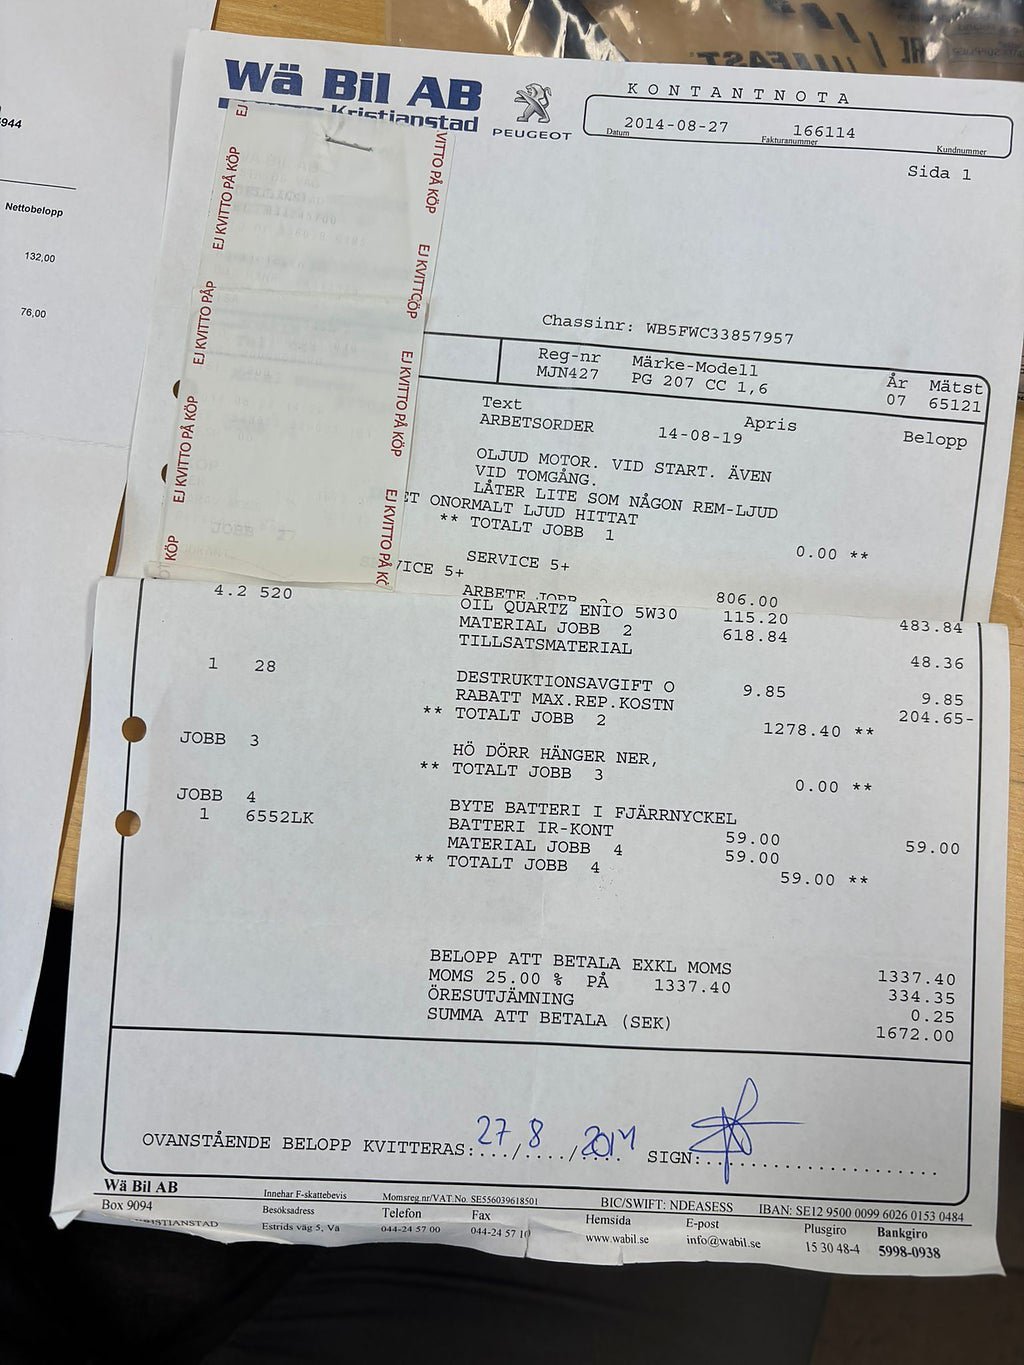 Wä Bil AB
Kristianstad
PEUGEOT
KONTANTNOTA
2014-08-27 166114
Datum Fakturanummer Kundnummer
Sida 1
944
Nettobelopp
132,00
76,00
EJ KVITTO PÅ KÖP
EJ KVITTO PÅ KÖP
EJ KVITTO PÅ KÖP
EJ KVITTO PÅ KÖP
Chassinr: WB5FWC33857957
Reg-nr Märke-Modell År Mätst
MJN427 PG 207 CC 1,6 07 65121
Text Apris Belopp
ARBETSORDER 14-08-19
OLJUD MOTOR. VID START. ÄVEN
VID TOMGÅNG.
LÅTER LITE SOM NÅGON REM-LJUD
ET ONORMALT LJUD HITTAT
** TOTALT JOBB 1 0.00 **
JOBB 2
SERVICE 5+
VICE 5+
ARBETE JOBB 2 806.00
4.2 520 OIL QUARTZ ENIO 5W30 115.20 483.84
MATERIAL JOBB 2 618.84
TILLSATSMATERIAL 48.36
1 28 DESTRUKTIONSAVGIFT O 9.85 9.85
RABATT MAX.REP.KOSTN 204.65-
** TOTALT JOBB 2 1278.40 **
JOBB 3
HÖ DÖRR HÄNGER NER,
** TOTALT JOBB 3 0.00 **
JOBB 4
BYTE BATTERI I FJÄRRNYCKEL
1 6552LK BATTERI IR-KONT 59.00 59.00
MATERIAL JOBB 4 59.00
** TOTALT JOBB 4 59.00 **
BELOPP ATT BETALA EXKL MOMS 1337.40
MOMS 25.00 % PÅ 1337.40 334.35
ÖRESUTJÄMNING 0.25
SUMMA ATT BETALA (SEK) 1672.00
OVANSTÅENDE BELOPP KVITTERAS: 27/8/2014 SIGN:
Wä Bil AB Innehar F-skattebevis Momsreg.nr/VAT.No. SE556039618501 BIC/SWIFT: NDEASESS IBAN: SE12 9500 0099 6026 0153 0484
Box 9094 Besöksadress Telefon Fax Hemsida E-post Plusgiro Bankgiro
KRISTIANSTAD Estrids väg 5, Vä 044-24 57 00 044-24 57 10 www.wabil.se info@wabil.se 15 30 48-4 5998-0938